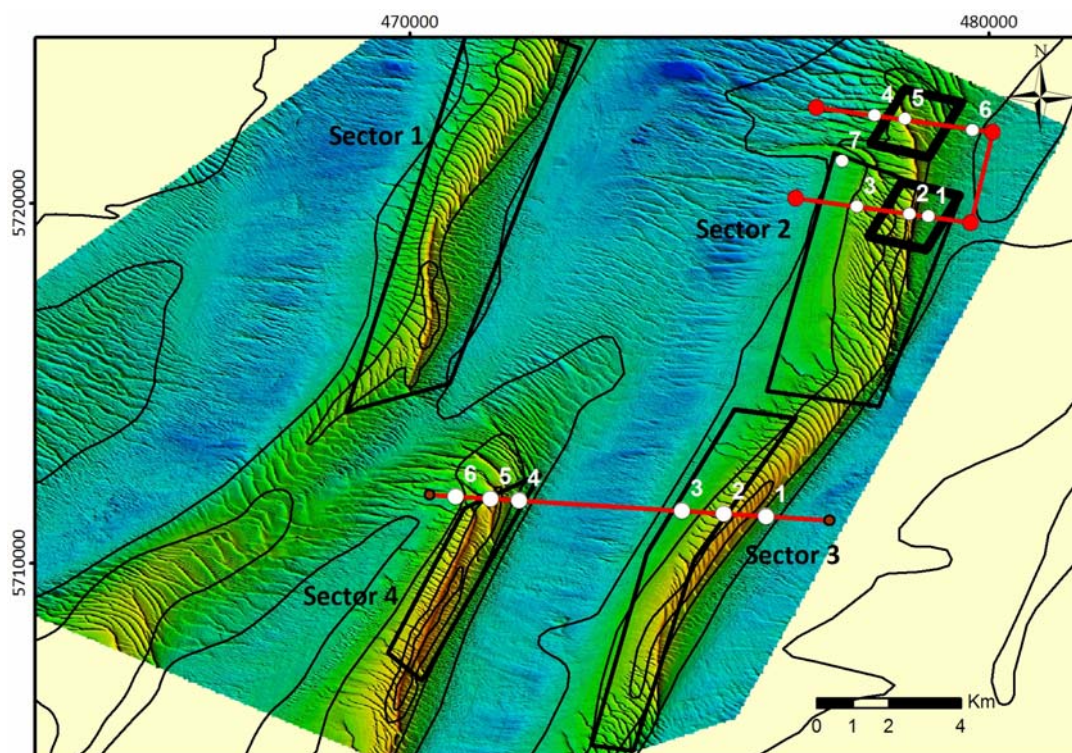 470000 480000
N
4 5 6
Sector 1
7
5720000
3 2 1
Sector 2
6 5 4
3 2 1
5710000
Sector 3
Sector 4
Km
0 1 2 4